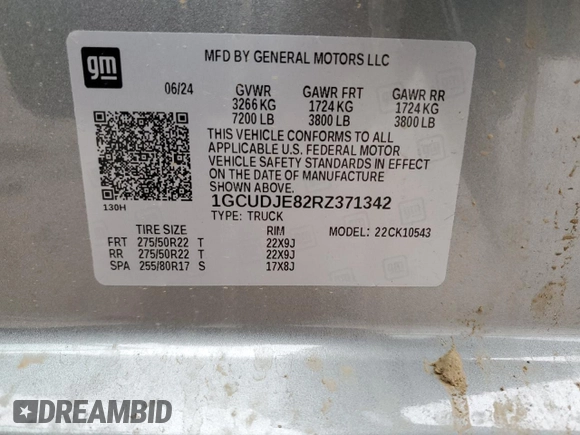 gm
MFD BY GENERAL MOTORS LLC
06/24 GVWR GAWR FRT GAWR RR
3266 KG 1724 KG 1724 KG
7200 LB 3800 LB 3800 LB
THIS VEHICLE CONFORMS TO ALL
APPLICABLE U.S. FEDERAL MOTOR
VEHICLE SAFETY STANDARDS IN EFFECT
ON THE DATE OF MANUFACTURE
SHOWN ABOVE.
130H
1GCUDJE82RZ371342
TYPE: TRUCK
TIRE SIZE RIM MODEL: 22CK10543
FRT 275/50R22 T 22X9J
RR 275/50R22 T 22X9J
SPA 255/80R17 S 17X8J
DREAMBID